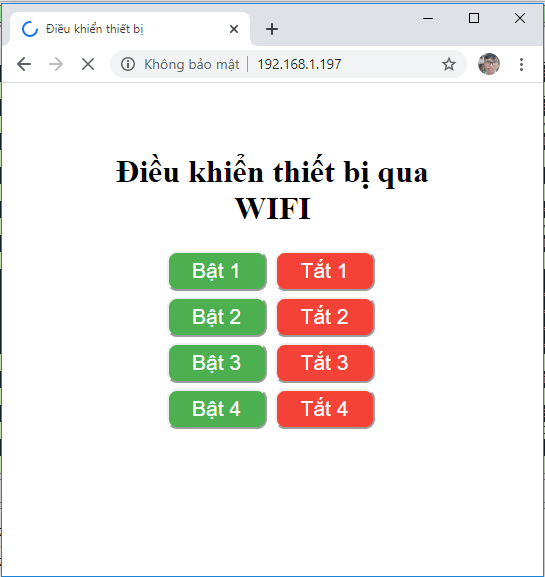 Điều khiển thiết bị
Không bảo mật 192.168.1.197
Điều khiển thiết bị qua
WIFI
Bật 1 Tắt 1
Bật 2 Tắt 2
Bật 3 Tắt 3
Bật 4 Tắt 4